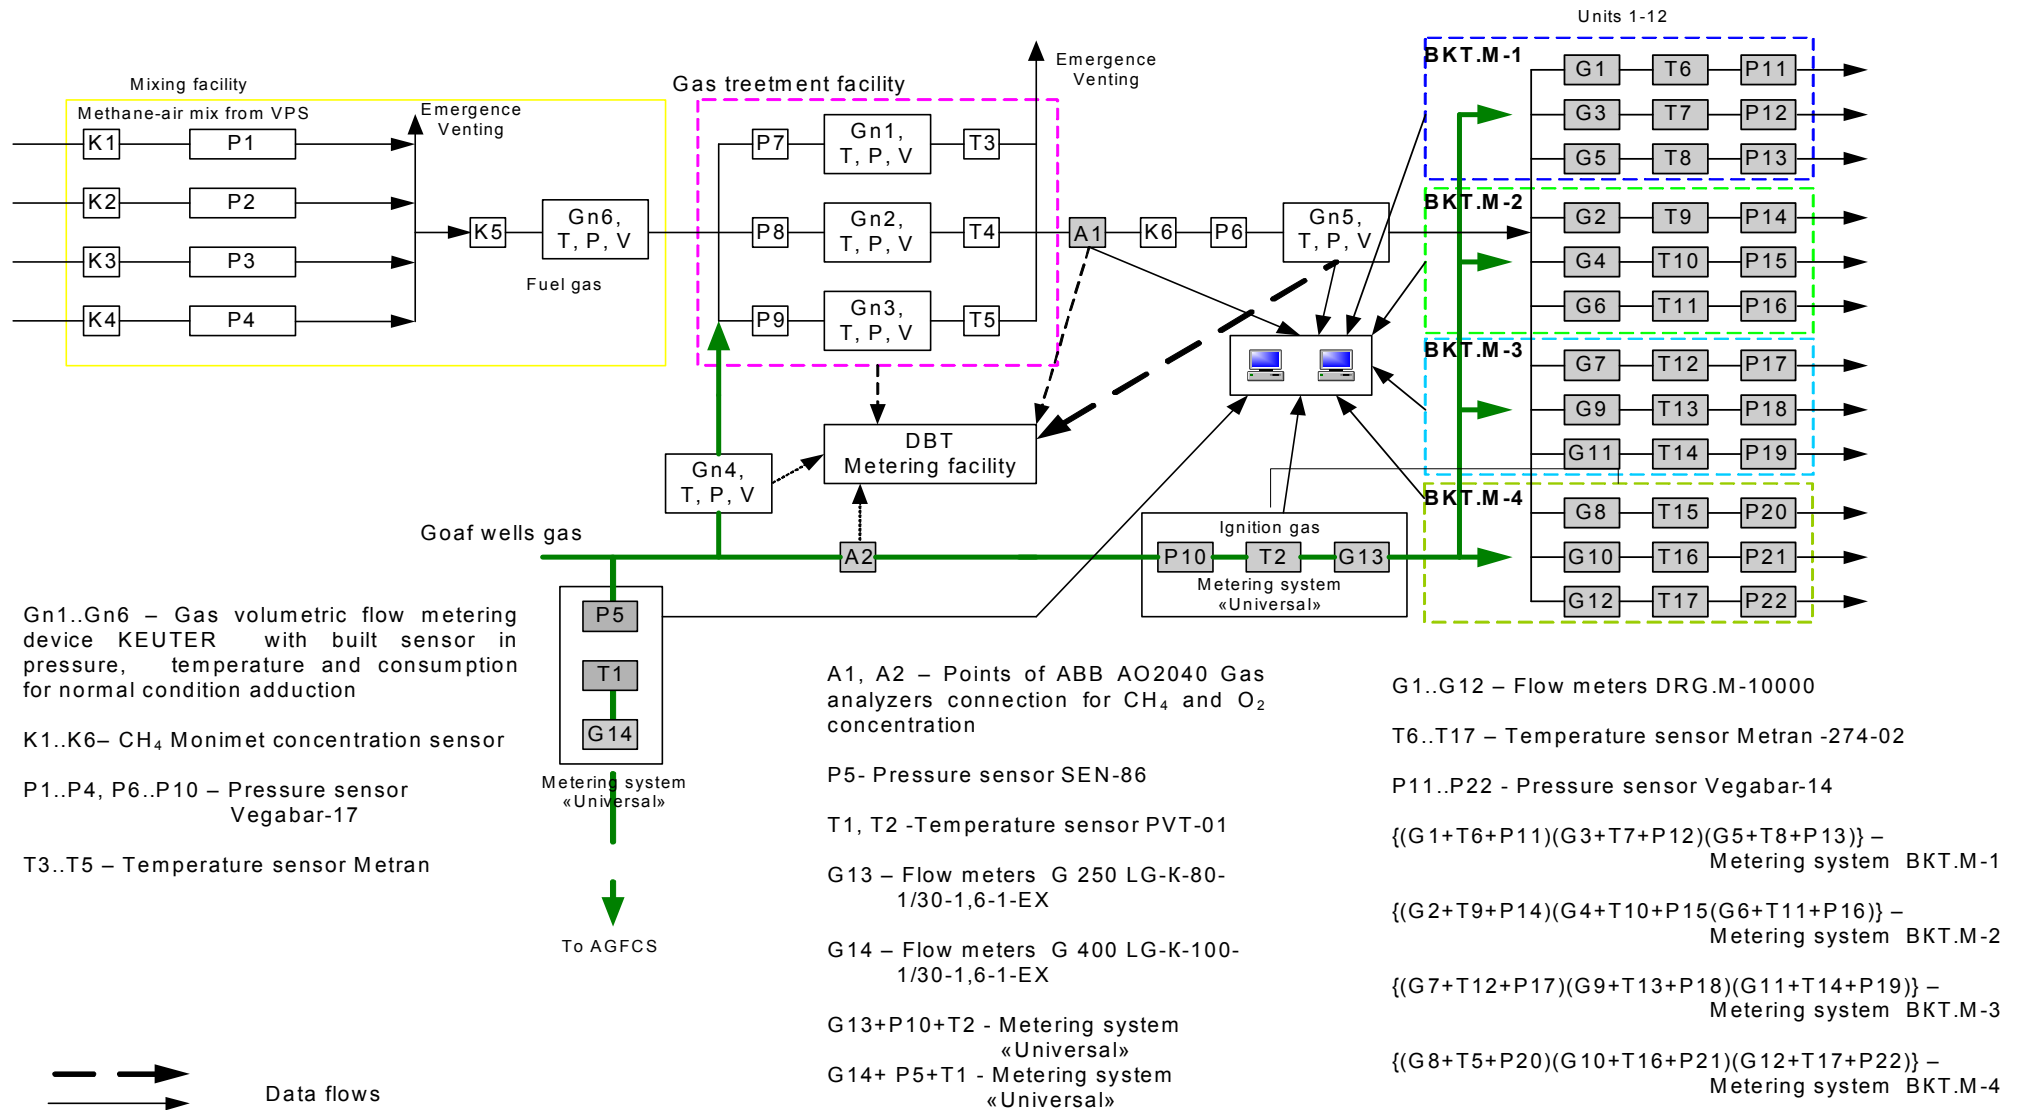 Units 1-12
Mixing facility
Methane-air mix from VPS
Emergence
Venting
K1
P1
K2
P2
K3
P3
K4
P4
K5
Gn6,
T, P, V
Fuel gas
Gas treetment facility
P7
Gn1,
T, P, V
T3
P8
Gn2,
T, P, V
T4
P9
Gn3,
T, P, V
T5
Emergence
Venting
A1
K6
P6
Gn5,
T, P, V
BKT.M-1
G1
T6
P11
G3
T7
P12
G5
T8
P13
BKT.M-2
G2
T9
P14
G4
T10
P15
G6
T11
P16
BKT.M-3
G7
T12
P17
G9
T13
P18
G11
T14
P19
BKT.M-4
G8
T15
P20
G10
T16
P21
G12
T17
P22
DBT
Metering facility
Gn4,
T, P, V
Goaf wells gas
A2
Ignition gas
P10
T2
G13
Metering system
«Universal»
P5
T1
G14
Metering system
«Universal»
To AGFCS
Gn1..Gn6 – Gas volumetric flow metering
device KEUTER with built sensor in
pressure, temperature and consumption
for normal condition adduction
K1..K6– CH₄ Monimet concentration sensor
P1..P4, P6..P10 – Pressure sensor
Vegabar-17
T3..T5 – Temperature sensor Metran
Data flows
A1, A2 – Points of ABB AO2040 Gas
analyzers connection for CH₄ and O₂
concentration
P5- Pressure sensor SEN-86
T1, T2 -Temperature sensor PVT-01
G13 – Flow meters G 250 LG-К-80-
1/30-1,6-1-EX
G14 – Flow meters G 400 LG-К-100-
1/30-1,6-1-EX
G13+P10+T2 - Metering system
«Universal»
G14+ P5+T1 - Metering system
«Universal»
G1..G12 – Flow meters DRG.M-10000
T6..T17 – Temperature sensor Metran -274-02
P11..P22 - Pressure sensor Vegabar-14
{(G1+T6+P11)(G3+T7+P12)(G5+T8+P13)} –
Metering system BKT.M-1
{(G2+T9+P14)(G4+T10+P15(G6+T11+P16)} –
Metering system BKT.M-2
{(G7+T12+P17)(G9+T13+P18)(G11+T14+P19)} –
Metering system BKT.M-3
{(G8+T5+P20)(G10+T16+P21)(G12+T17+P22)} –
Metering system BKT.M-4